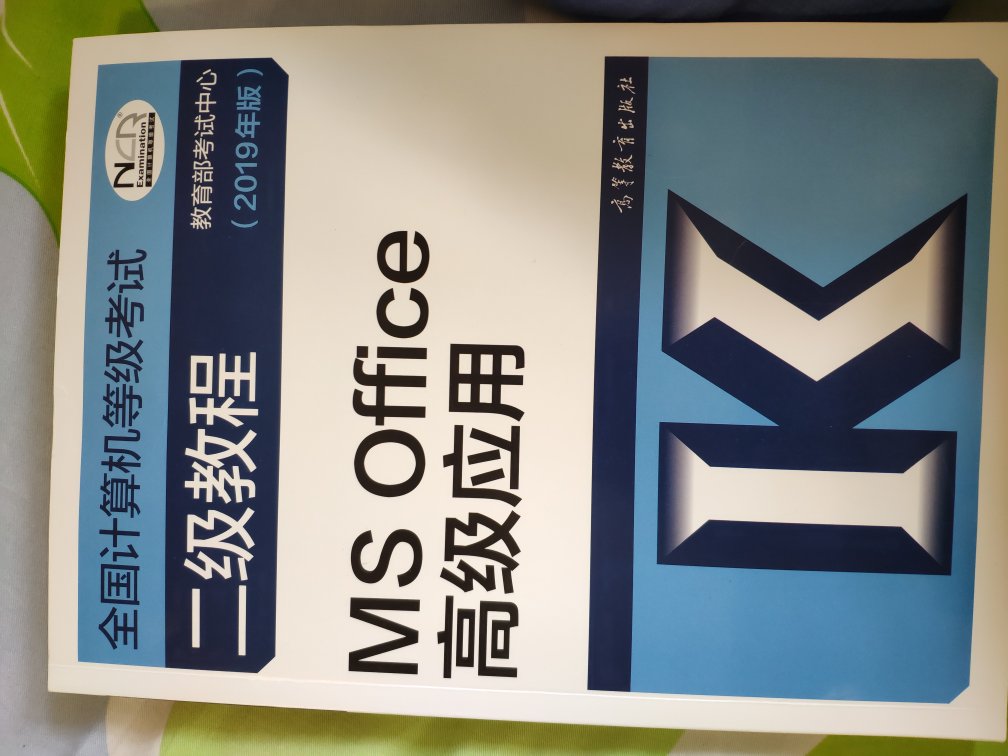 全国计算机等级考试
NCR®
Examination
二级教程
教育部考试中心
（2019年版）
MS Office
高级应用
高等教育出版社